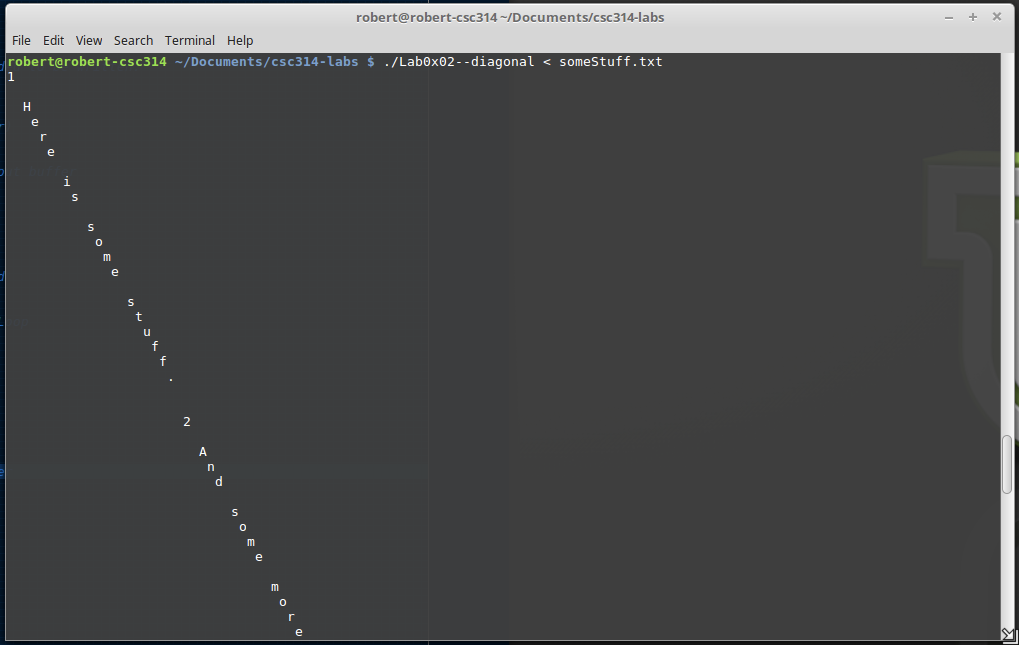 robert@robert-csc314 ~/Documents/csc314-labs
File Edit View Search Terminal Help
robert@robert-csc314 ~/Documents/csc314-labs $ ./Lab0x02--diagonal < someStuff.txt
1
H
e
r
e
i
s
s
o
m
e
s
t
u
f
f
.
2
A
n
d
s
o
m
e
m
o
r
e